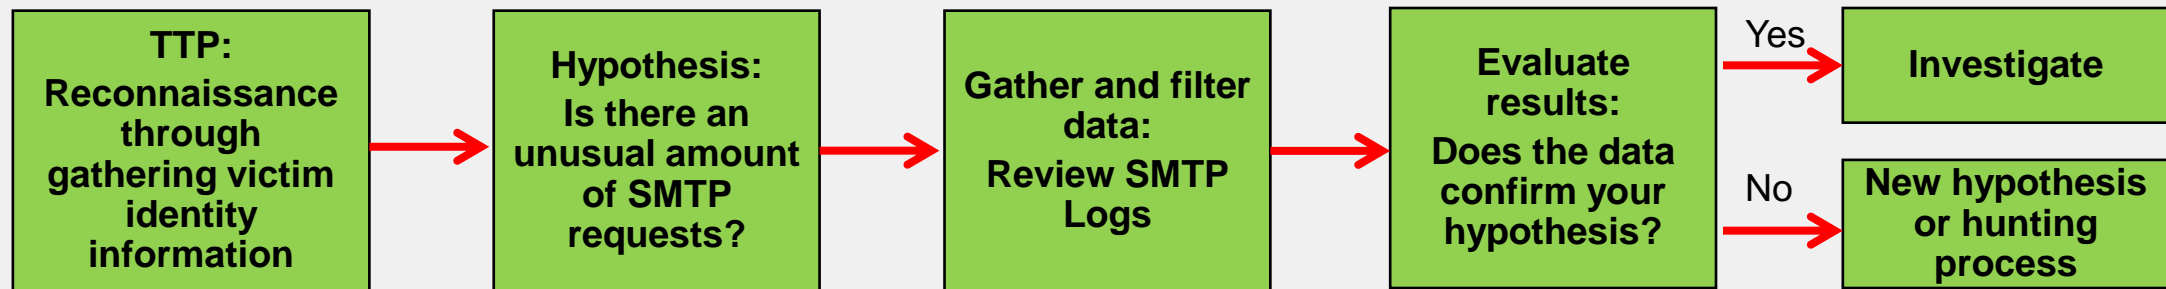 TTP:
Reconnaissance
through
gathering victim
identity
information
Hypothesis:
Is there an
unusual amount
of SMTP
requests?
Gather and filter
data:
Review SMTP
Logs
Evaluate
results:
Does the data
confirm your
hypothesis?
Yes
Investigate
No
New hypothesis
or hunting
process